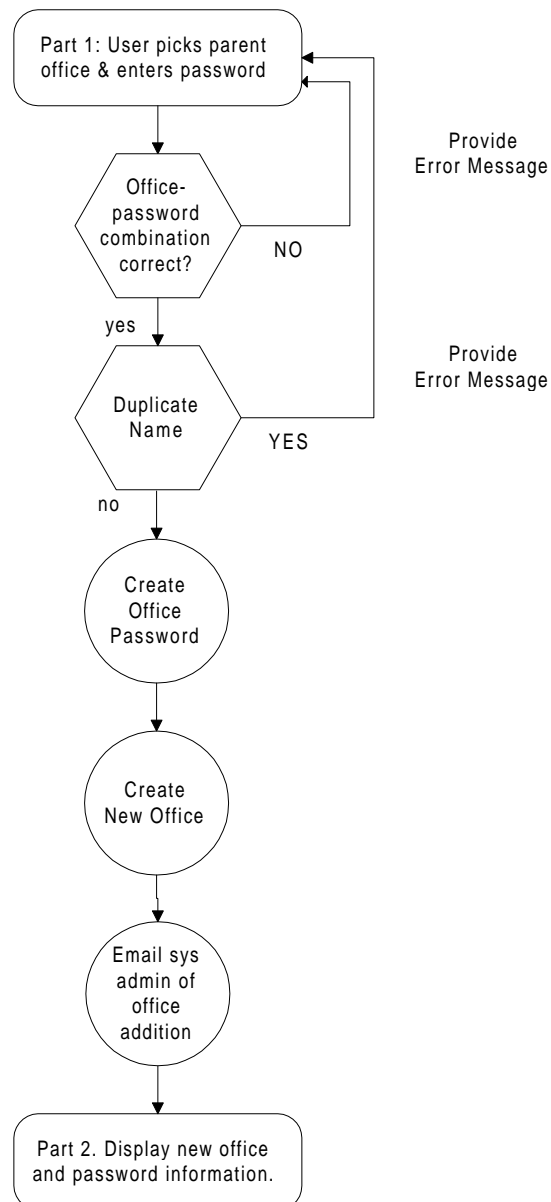 Part 1: User picks parent
office & enters password
Provide
Error Message
Office-
password
combination
correct?
NO
yes
Provide
Error Message
Duplicate
Name
YES
no
Create
Office
Password
Create
New Office
Email sys
admin of
office
addition
Part 2. Display new office
and password information.